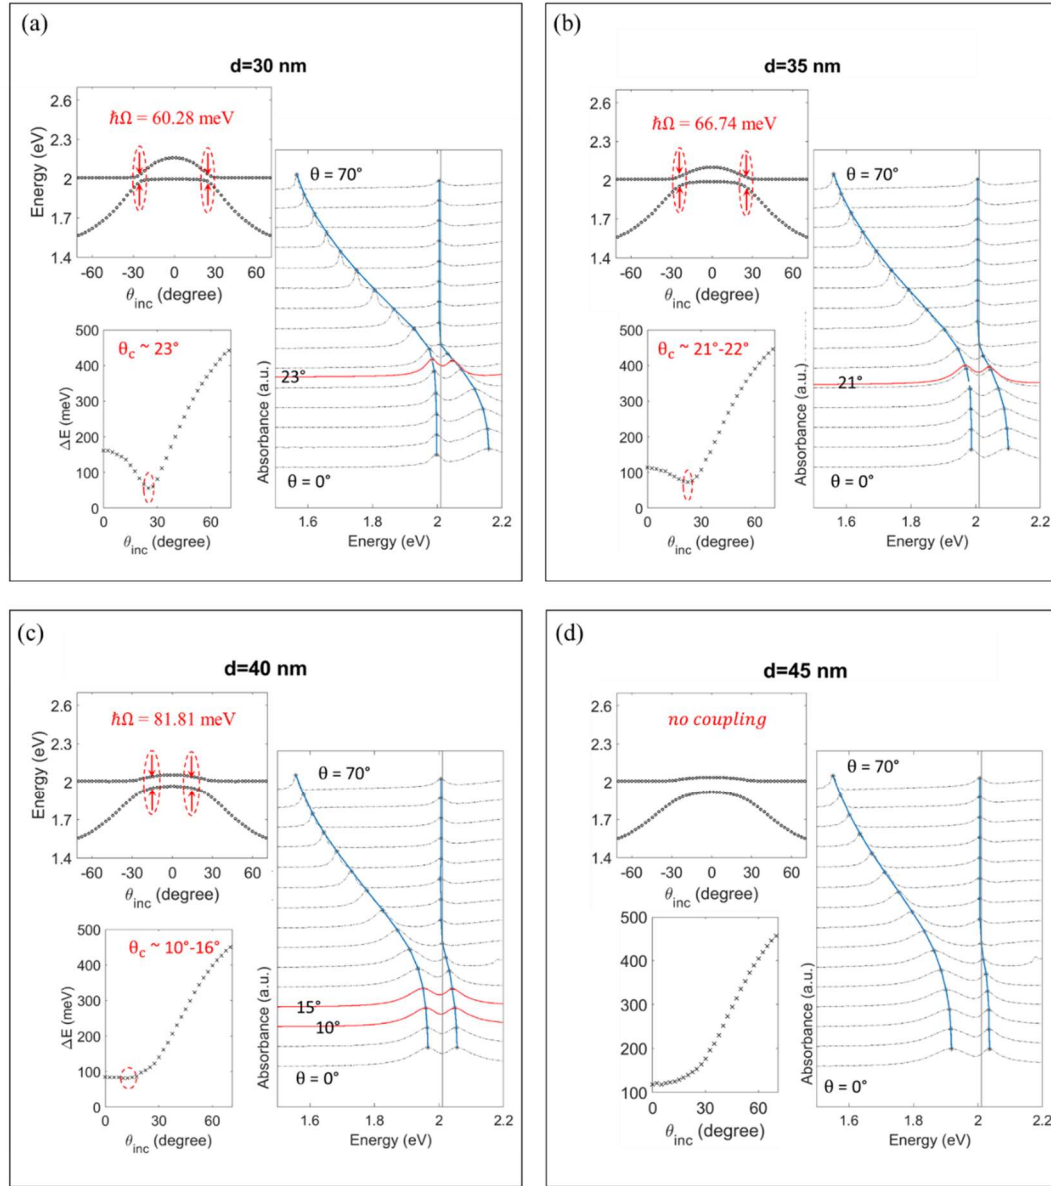 (a)
d=30 nm
2.6
2.3
2
1.7
1.4
Energy (eV)
ℏΩ = 60.28 meV
-60 -30 0 30 60
θinc (degree)
500
400
300
200
100
0
ΔE (meV)
θc ~ 23°
0 30 60
θinc (degree)
θ = 70°
23°
θ = 0°
Absorbance (a.u.)
1.6 1.8 2 2.2
Energy (eV)
(b)
d=35 nm
2.6
2.3
2
1.7
1.4
ℏΩ = 66.74 meV
-60 -30 0 30 60
θinc (degree)
500
400
300
200
100
0
θc ~ 21°-22°
0 30 60
θinc (degree)
θ = 70°
21°
θ = 0°
Absorbance (a.u.)
1.6 1.8 2 2.2
Energy (eV)
(c)
d=40 nm
2.6
2.3
2
1.7
1.4
Energy (eV)
ℏΩ = 81.81 meV
-60 -30 0 30 60
θinc (degree)
500
400
300
200
100
0
ΔE (meV)
θc ~ 10°-16°
0 30 60
θinc (degree)
θ = 70°
15°
10°
θ = 0°
Absorbance (a.u.)
1.6 1.8 2 2.2
Energy (eV)
(d)
d=45 nm
2.6
2.3
2
1.7
1.4
no coupling
-60 -30 0 30 60
θinc (degree)
500
400
300
200
100
0 30 60
θinc (degree)
θ = 70°
θ = 0°
Absorbance (a.u.)
1.6 1.8 2 2.2
Energy (eV)